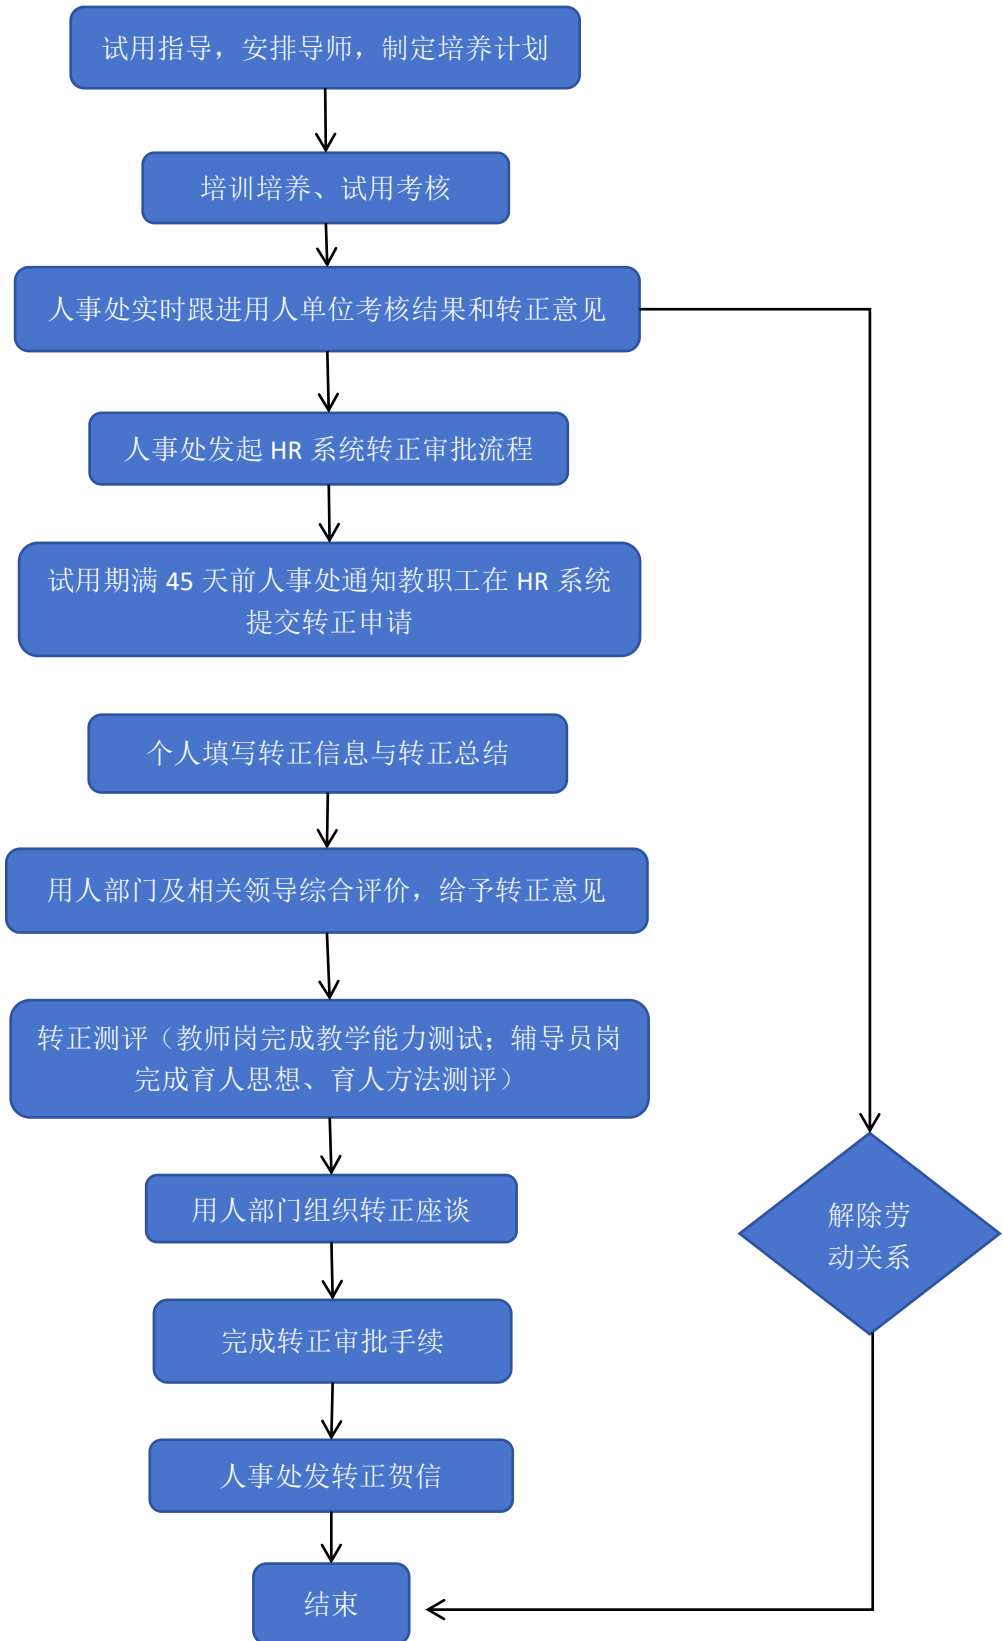 试用指导，安排导师，制定培养计划
培训培养、试用考核
人事处实时跟进用人单位考核结果和转正意见
人事处发起 HR 系统转正审批流程
试用期满 45 天前人事处通知教职工在 HR 系统
提交转正申请
个人填写转正信息与转正总结
用人部门及相关领导综合评价，给予转正意见
转正测评（教师岗完成教学能力测试；辅导员岗
完成育人思想、育人方法测评）
用人部门组织转正座谈
解除劳
动关系
完成转正审批手续
人事处发转正贺信
结束